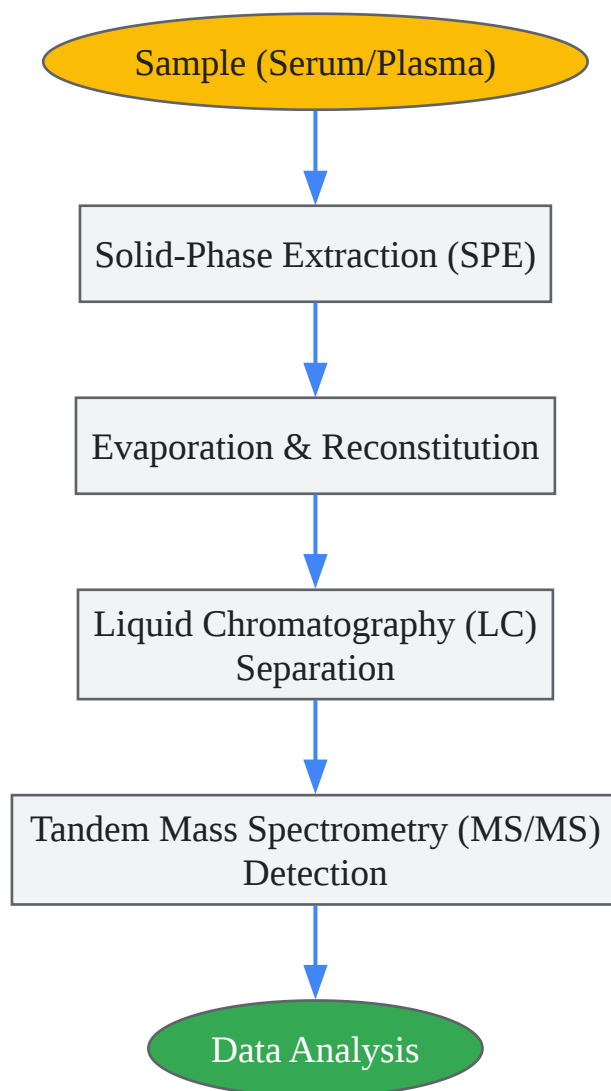 Sample (Serum/Plasma)
Solid-Phase Extraction (SPE)
Evaporation & Reconstitution
Liquid Chromatography (LC)
Separation
Tandem Mass Spectrometry (MS/MS)
Detection
Data Analysis